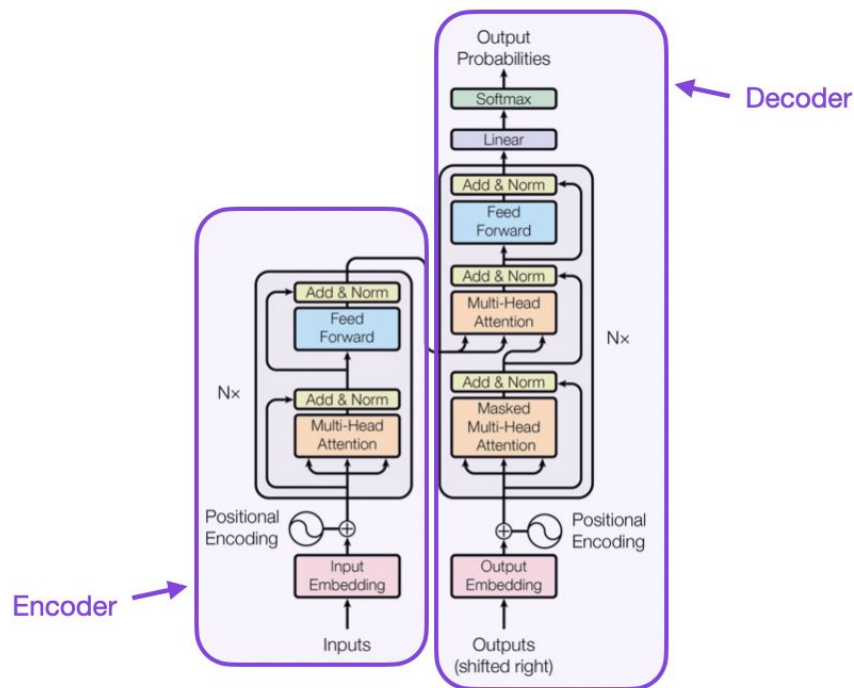 Output
Probabilities
Softmax
Linear
Add & Norm
Feed
Forward
Add & Norm
Multi-Head
Attention
Nx
Add & Norm
Masked
Multi-Head
Attention
Positional
Encoding
Output
Embedding
Outputs
(shifted right)
Decoder
Add & Norm
Feed
Forward
Nx
Add & Norm
Multi-Head
Attention
Positional
Encoding
Input
Embedding
Inputs
Encoder